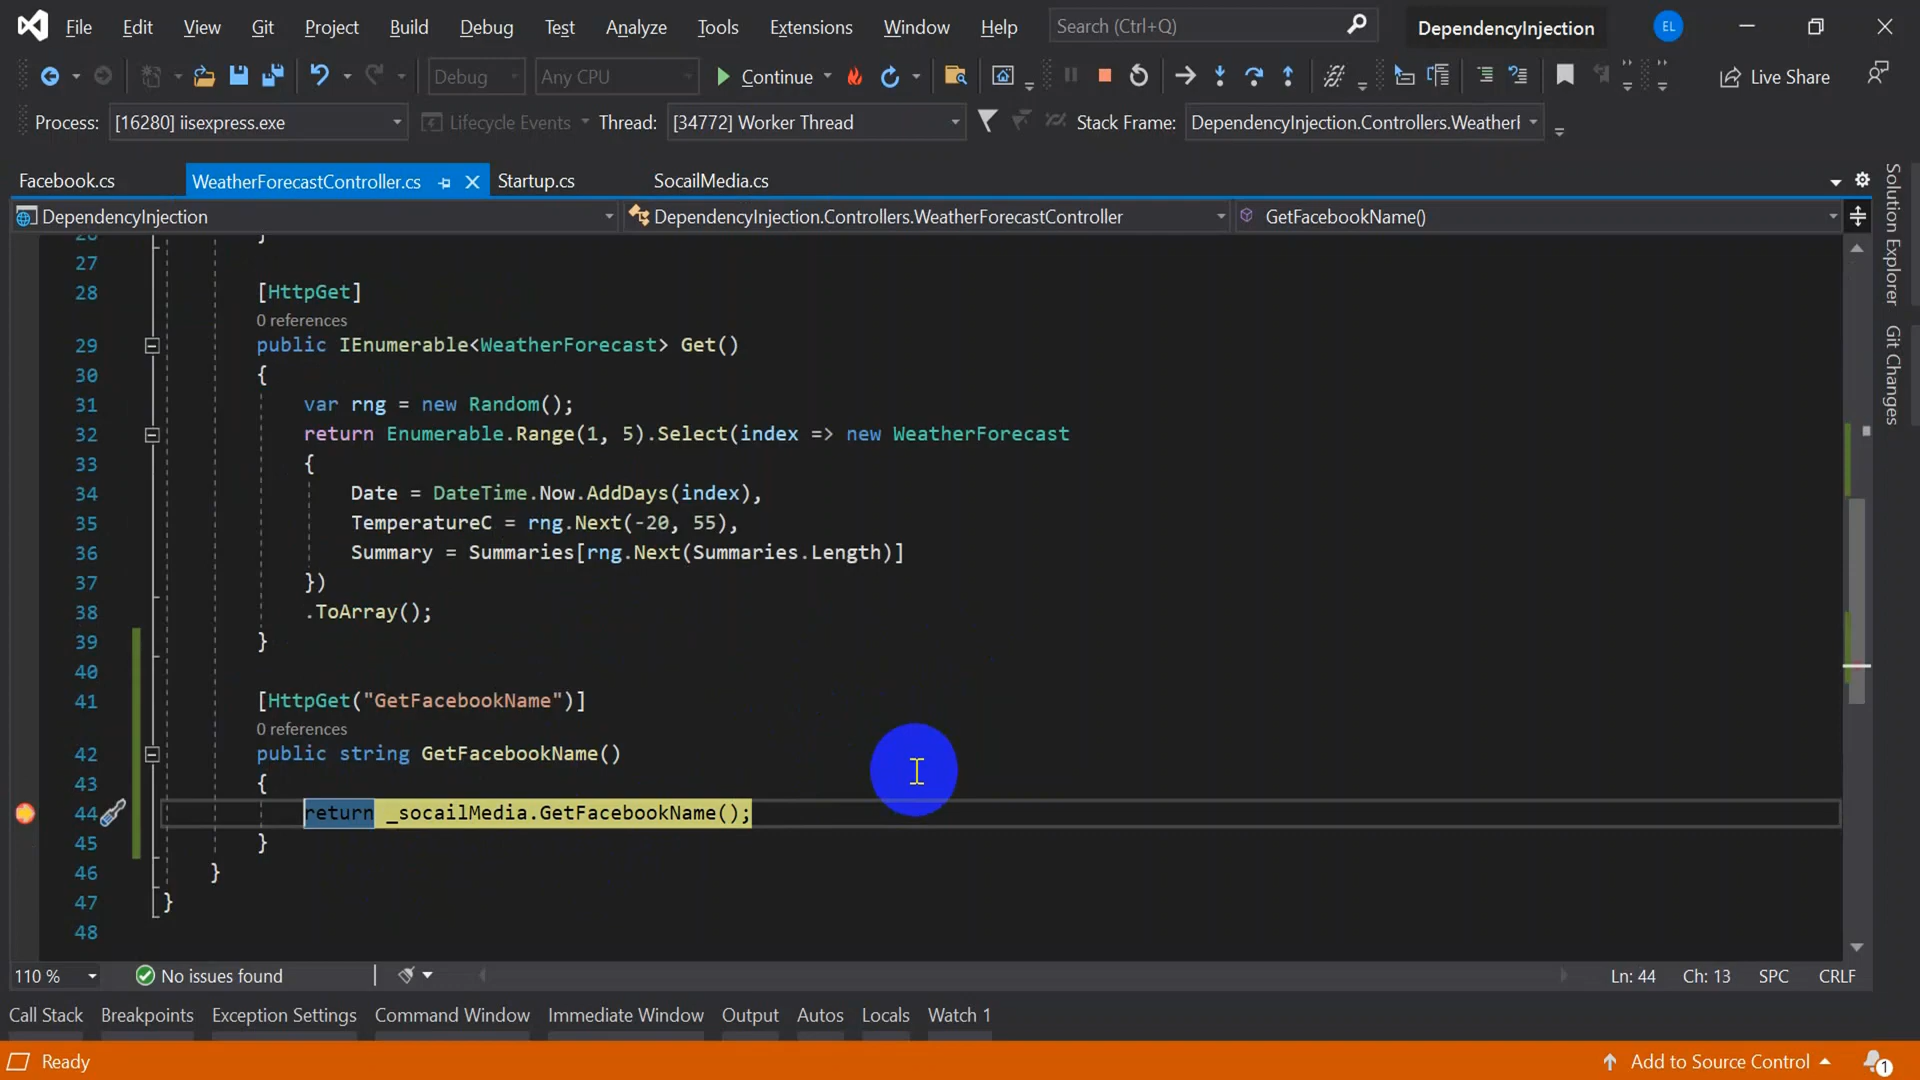 File Edit View Git Project Build Debug Test Analyze Tools Extensions Window Help Search (Ctrl+Q) DependencyInjection EL
Debug Any CPU Continue Live Share
Process: [16280] iisexpress.exe Lifecycle Events Thread: [34772] Worker Thread Stack Frame: DependencyInjection.Controllers.Weather
Facebook.cs WeatherForecastController.cs Startup.cs SocailMedia.cs
DependencyInjection DependencyInjection.Controllers.WeatherForecastController GetFacebookName()
Solution Explorer
Git Changes
26 }
27
28 [HttpGet]
0 references
29 public IEnumerable<WeatherForecast> Get()
30 {
31 var rng = new Random();
32 return Enumerable.Range(1, 5).Select(index => new WeatherForecast
33 {
34 Date = DateTime.Now.AddDays(index),
35 TemperatureC = rng.Next(-20, 55),
36 Summary = Summaries[rng.Next(Summaries.Length)]
37 })
38 .ToArray();
39 }
40
41 [HttpGet("GetFacebookName")]
0 references
42 public string GetFacebookName()
43 {
44 return _socailMedia.GetFacebookName();
45 }
46 }
47 }
48
110 % No issues found Ln: 44 Ch: 13 SPC CRLF
Call Stack Breakpoints Exception Settings Command Window Immediate Window Output Autos Locals Watch 1
Ready Add to Source Control 1